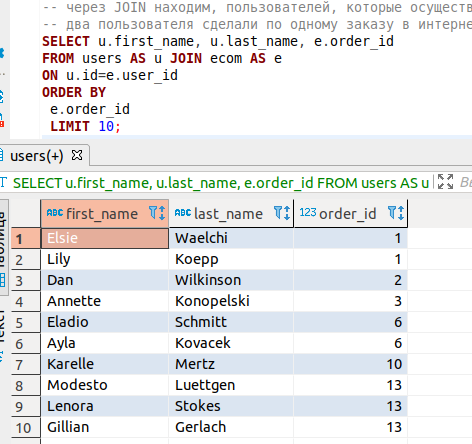 -- через JOIN находим, пользователей, которые осуществ
-- два пользователя сделали по одному заказу в интерне
SELECT u.first_name, u.last_name, e.order_id
FROM users AS u JOIN ecom AS e
ON u.id=e.user_id
ORDER BY
e.order_id
LIMIT 10;
users(+)
SELECT u.first_name, u.last_name, e.order_id FROM users AS u
ABC first_name ABC last_name 123 order_id
1 Elsie Waelchi 1
2 Lily Koepp 1
3 Dan Wilkinson 2
4 Annette Konopelski 3
5 Eladio Schmitt 6
6 Ayla Kovacek 6
7 Karelle Mertz 10
8 Modesto Luettgen 13
9 Lenora Stokes 13
10 Gillian Gerlach 13